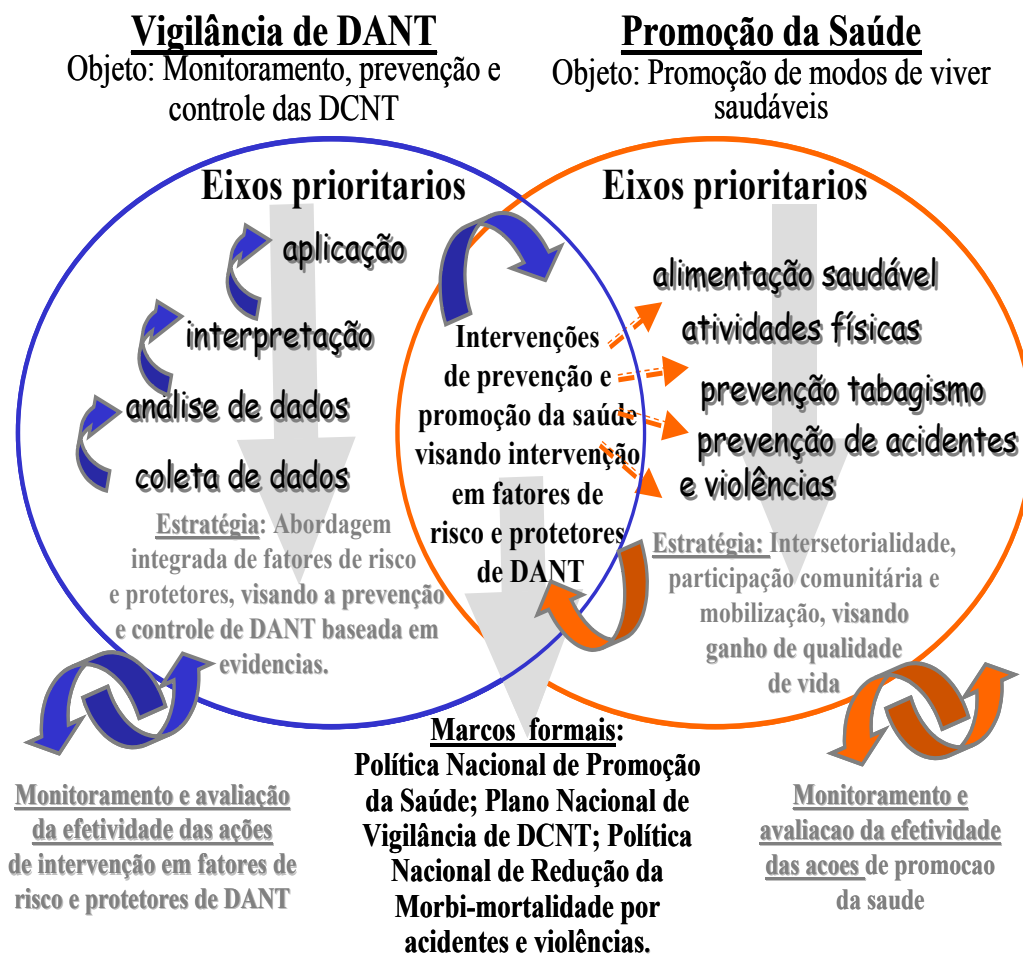 Vigilância de DANT
Objeto: Monitoramento, prevenção e
controle das DCNT
Promoção da Saúde
Objeto: Promoção de modos de viver
saudáveis
Eixos prioritarios
aplicação
interpretação
análise de dados
coleta de dados
Estratégia: Abordagem
integrada de fatores de risco
e protetores, visando a prevenção
e controle de DANT baseada em
evidencias.
Intervenções
de prevenção e
promoção da saúde
visando intervenção
em fatores de
risco e protetores
de DANT
Eixos prioritarios
alimentação saudável
atividades físicas
prevenção tabagismo
prevenção de acidentes
e violências
Estratégia: Intersetorialidade,
participação comunitária e
mobilização, visando
ganho de qualidade
de vida
Monitoramento e avaliação
da efetividade das ações
de intervenção em fatores de
risco e protetores de DANT
Marcos formais:
Política Nacional de Promoção
da Saúde; Plano Nacional de
Vigilância de DCNT; Política
Nacional de Redução da
Morbi-mortalidade por
acidentes e violências.
Monitoramento e
avaliacao da efetividade
das acoes de promocao
da saude